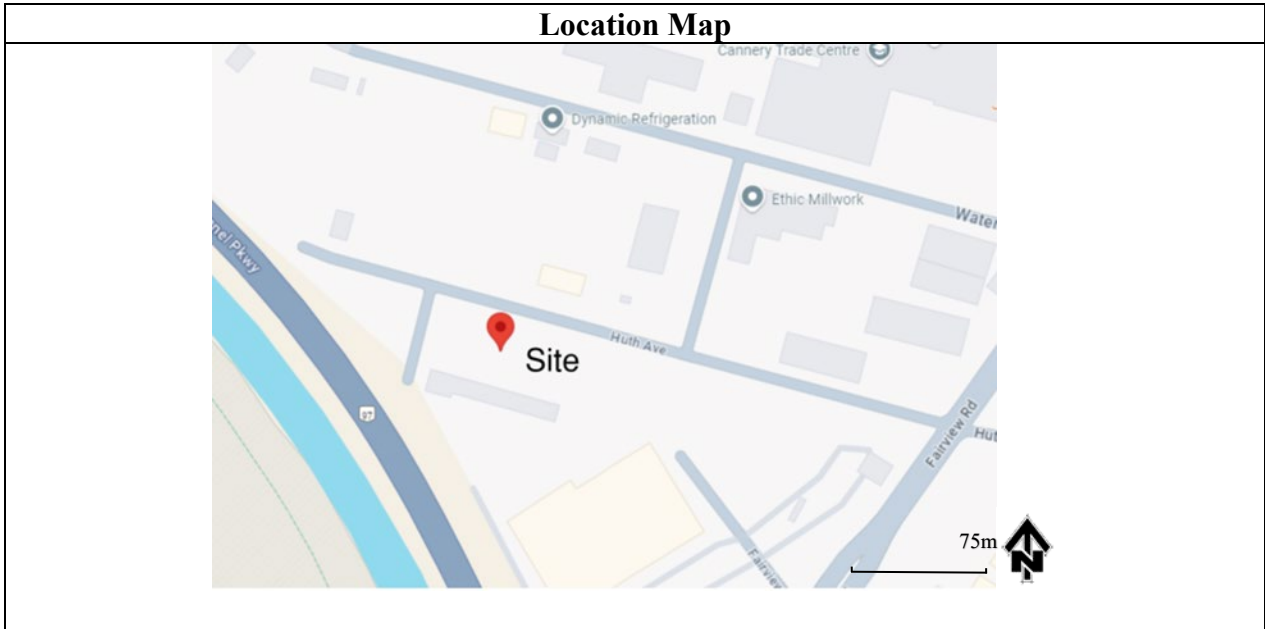 Location Map
Cannery Trade Centre
Dynamic Refrigeration
Ethic Millwork
Water
nel Pkwy
Huth Ave
Site
97
Fairview Rd
Hut
Fairview
75m
N